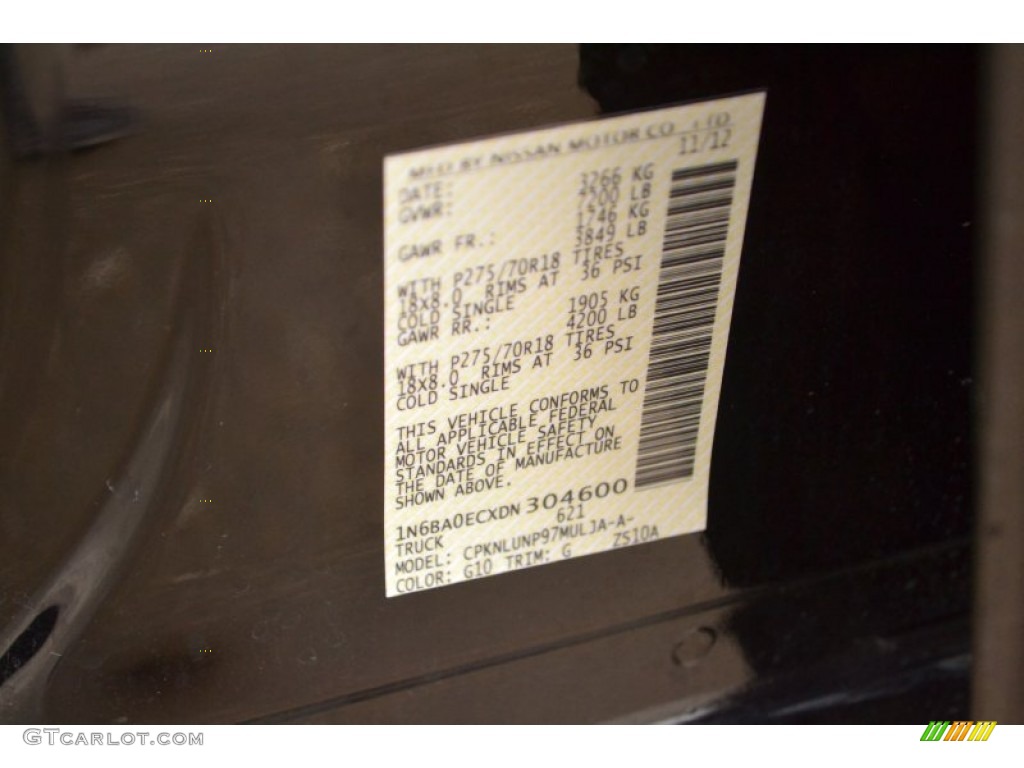 MFD BY NISSAN MOTOR CO., LTD
DATE: 11/12
GVWR: 3266 KG
7200 LB
GAWR FR.: 1746 KG
3849 LB
WITH P275/70R18 TIRES
18X8.0 RIMS AT 36 PSI
COLD SINGLE
GAWR RR.: 1905 KG
4200 LB
WITH P275/70R18 TIRES
18X8.0 RIMS AT 36 PSI
COLD SINGLE
THIS VEHICLE CONFORMS TO
ALL APPLICABLE FEDERAL
MOTOR VEHICLE SAFETY
STANDARDS IN EFFECT ON
THE DATE OF MANUFACTURE
SHOWN ABOVE.
1N6BA0ECXDN304600
TRUCK 621
MODEL: CPKNLUNP97MULJA-A-
COLOR: G10 TRIM: G ZS10A
GTCARLOT.COM